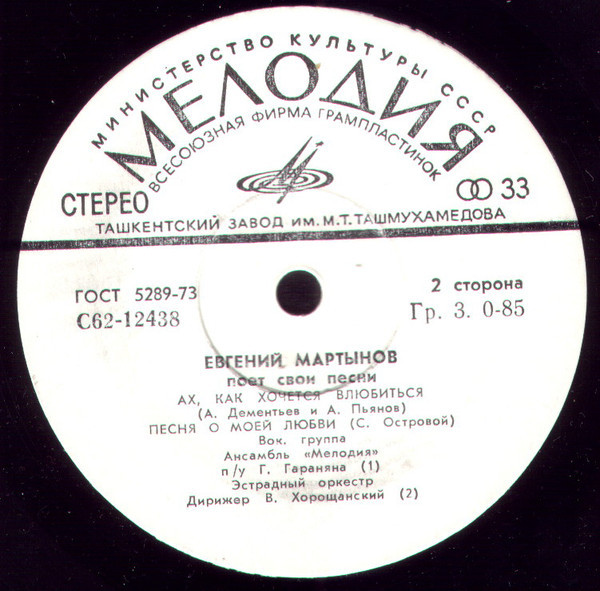 МИНИСТЕРСТВО КУЛЬТУРЫ СССР
МЕЛОДИЯ
ВСЕСОЮЗНАЯ ФИРМА ГРАМПЛАСТИНОК
СТЕРЕО
33
ТАШКЕНТСКИЙ ЗАВОД ИМ. М.Т. ТАШМУХАМЕДОВА
ГОСТ 5289-73
С62-12438
2 сторона
Гр. 3. 0-85
ЕВГЕНИЙ МАРТЫНОВ
поет свои песни
АХ, КАК ХОЧЕТСЯ ВЛЮБИТЬСЯ
(А. Дементьев и А. Пьянов)
ПЕСНЯ О МОЕЙ ЛЮБВИ (С. Островой)
Вок. группа
Ансамбль «Мелодия»
п/у Г. Гараняна (1)
Эстрадный оркестр
Дирижер В. Хорощанский (2)